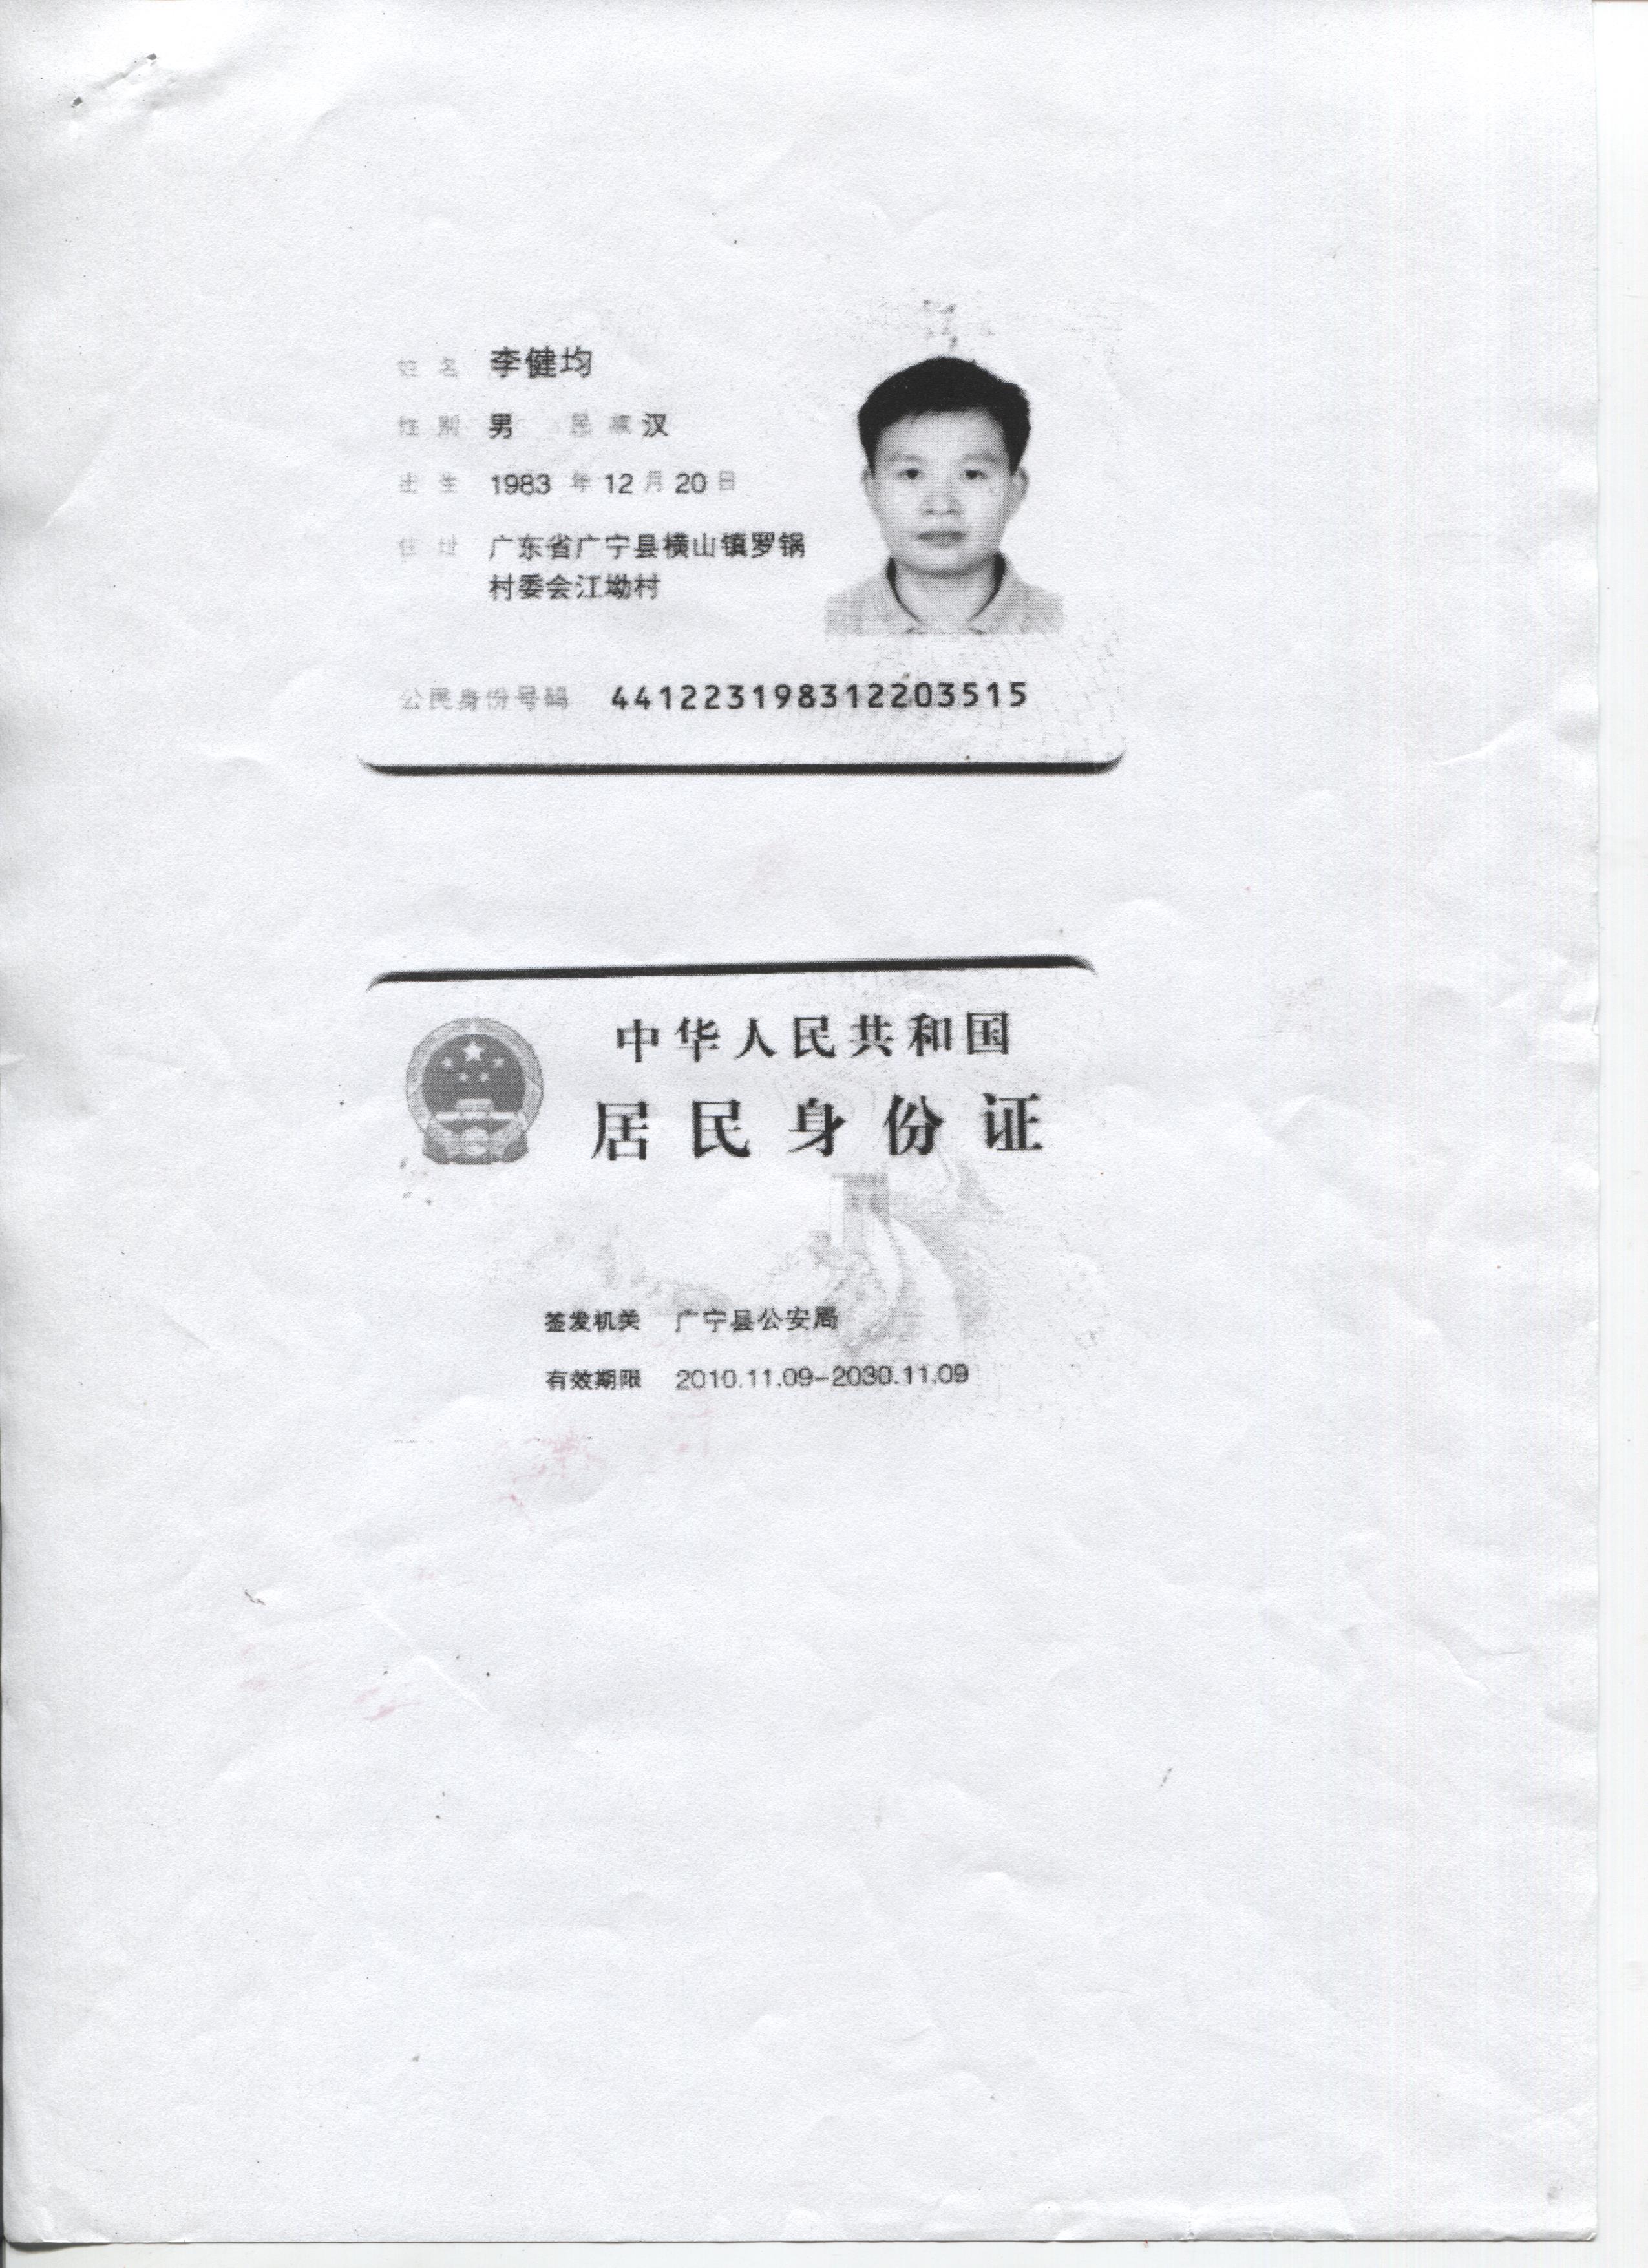 姓 名 李健均
性 别 男 民 族 汉
出 生 1983 年 12 月 20 日
住 址 广东省广宁县横山镇罗锅
村委会江坳村
公民身份号码 441223198312203515
中华人民共和国
居民身份证
签发机关 广宁县公安局
有效期限 2010.11.09-2030.11.09